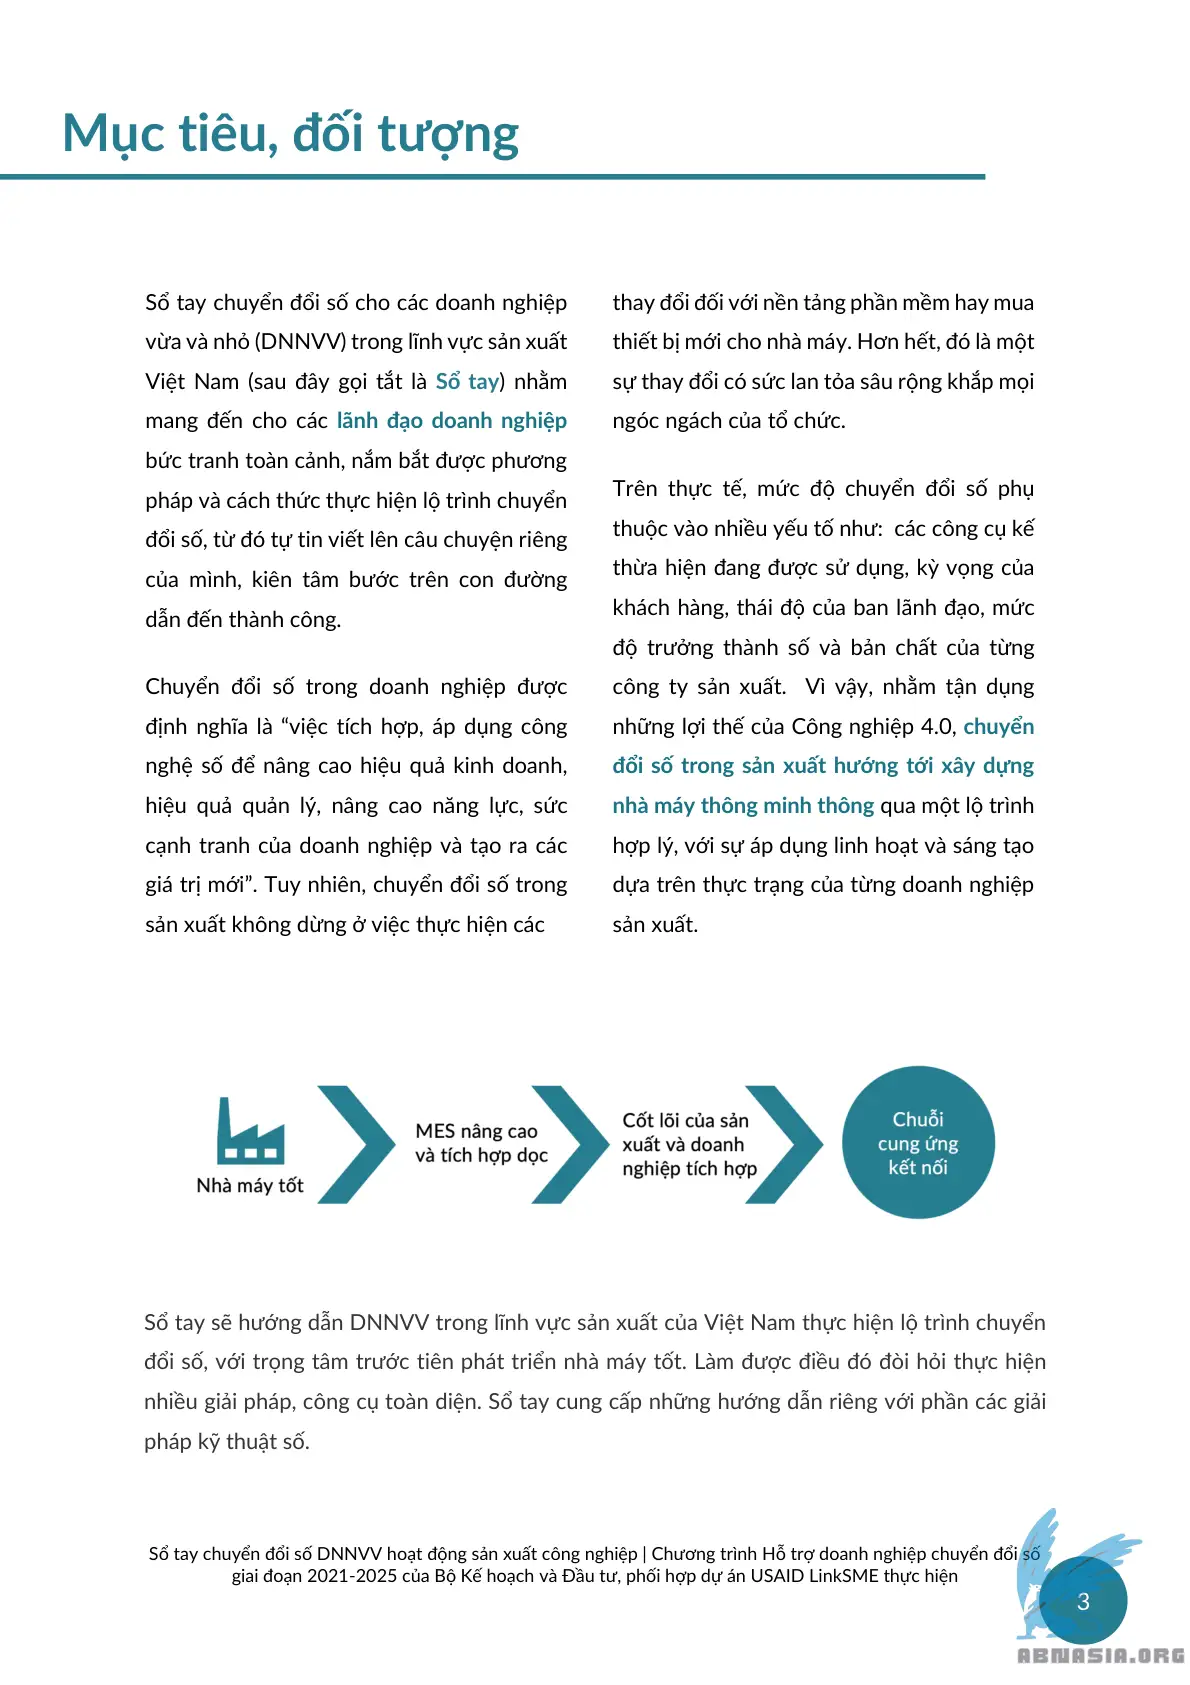 Mục tiêu, đối tượng
Sổ tay chuyển đổi số cho các doanh nghiệp
vừa và nhỏ (DNNVV) trong lĩnh vực sản xuất
Việt Nam (sau đây gọi tắt là Sổ tay) nhằm
mang đến cho các lãnh đạo doanh nghiệp
bức tranh toàn cảnh, nắm bắt được phương
pháp và cách thức thực hiện lộ trình chuyển
đổi số, từ đó tự tin viết lên câu chuyện riêng
của mình, kiên tâm bước trên con đường
dẫn đến thành công.
Chuyển đổi số trong doanh nghiệp được
định nghĩa là “việc tích hợp, áp dụng công
nghệ số để nâng cao hiệu quả kinh doanh,
hiệu quả quản lý, nâng cao năng lực, sức
cạnh tranh của doanh nghiệp và tạo ra các
giá trị mới”. Tuy nhiên, chuyển đổi số trong
sản xuất không dừng ở việc thực hiện các
thay đổi đối với nền tảng phần mềm hay mua
thiết bị mới cho nhà máy. Hơn hết, đó là một
sự thay đổi có sức lan tỏa sâu rộng khắp mọi
ngóc ngách của tổ chức.
Trên thực tế, mức độ chuyển đổi số phụ
thuộc vào nhiều yếu tố như: các công cụ kế
thừa hiện đang được sử dụng, kỳ vọng của
khách hàng, thái độ của ban lãnh đạo, mức
độ trưởng thành số và bản chất của từng
công ty sản xuất. Vì vậy, nhằm tận dụng
những lợi thế của Công nghiệp 4.0, chuyển
đổi số trong sản xuất hướng tới xây dựng
nhà máy thông minh thông qua một lộ trình
hợp lý, với sự áp dụng linh hoạt và sáng tạo
dựa trên thực trạng của từng doanh nghiệp
sản xuất.
Nhà máy tốt
MES nâng cao
và tích hợp dọc
Cốt lõi của sản
xuất và doanh
nghiệp tích hợp
Chuỗi
cung ứng
kết nối
Sổ tay sẽ hướng dẫn DNNVV trong lĩnh vực sản xuất của Việt Nam thực hiện lộ trình chuyển
đổi số, với trọng tâm trước tiên phát triển nhà máy tốt. Làm được điều đó đòi hỏi thực hiện
nhiều giải pháp, công cụ toàn diện. Sổ tay cung cấp những hướng dẫn riêng với phần các giải
pháp kỹ thuật số.
Sổ tay chuyển đổi số DNNVV hoạt động sản xuất công nghiệp | Chương trình Hỗ trợ doanh nghiệp chuyển đổi số
giai đoạn 2021-2025 của Bộ Kế hoạch và Đầu tư, phối hợp dự án USAID LinkSME thực hiện
3
ABNASIA.ORG